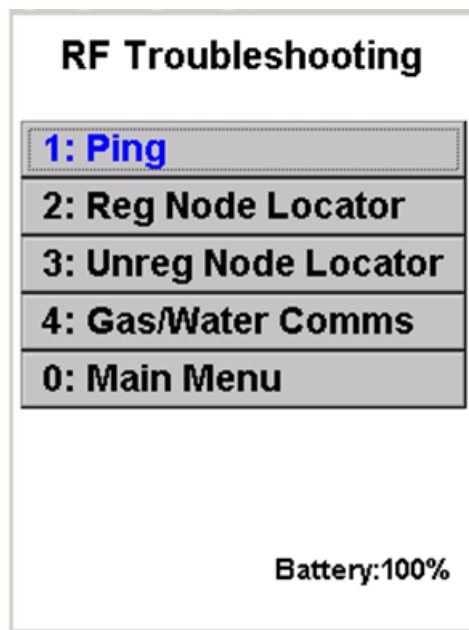 RF Troubleshooting
1: Ping
2: Reg Node Locator
3: Unreg Node Locator
4: Gas/Water Comms
0: Main Menu
Battery:100%